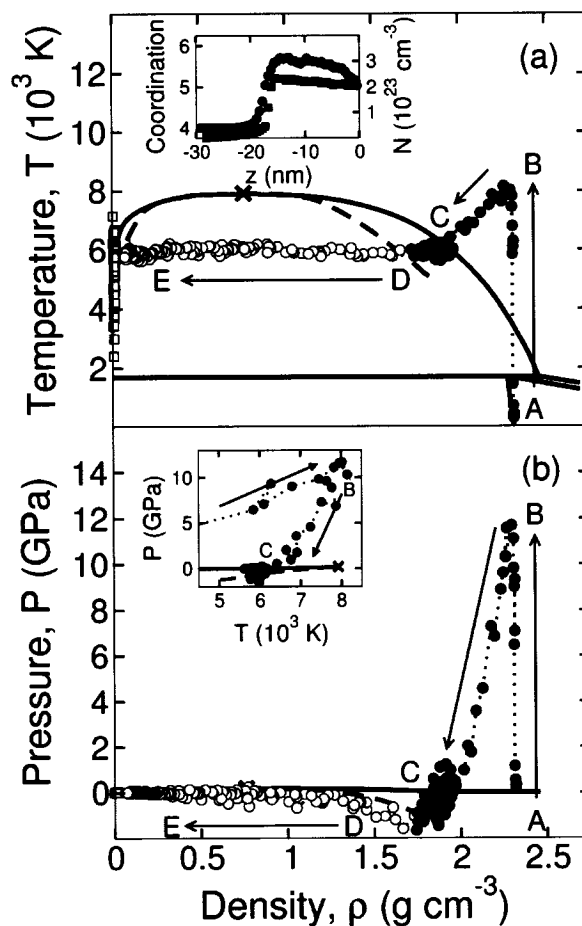 (a)
Temperature, T (10³ K)
12
10
8
6
4
2
Coordination
6
5
4
N (10²³ cm⁻³)
3
2
1
-30
-20
-10
0
z (nm)
B
C
E
D
A
(b)
Pressure, P (GPa)
14
12
10
8
6
4
2
0
P (GPa)
10
5
0
5
6
7
8
T (10³ K)
B
C
B
C
E
D
A
0
0.5
1
1.5
2
2.5
Density, ρ (g cm⁻³)